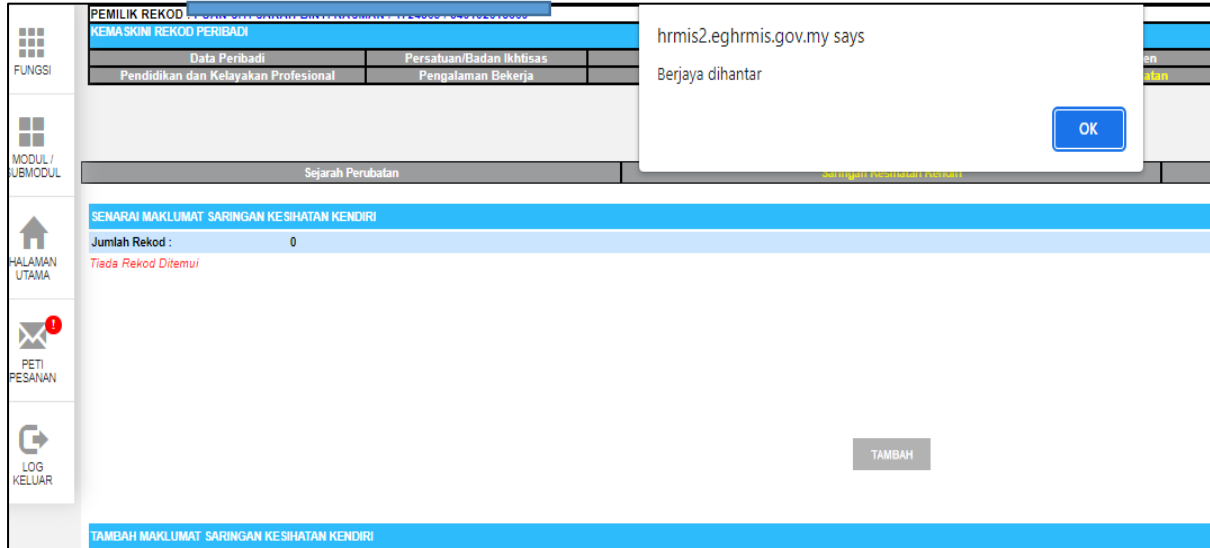 PEMILIK REKOD :
KEMASKINI REKOD PERIBADI
Data Peribadi
Persatuan/Badan Ikhtisas
en
Pendidikan dan Kelayakan Profesional
Pengalaman Bekerja
atan
hrmis2.eghrmis.gov.my says
Berjaya dihantar
OK
FUNGSI
MODUL /
SUBMODUL
HALAMAN
UTAMA
PETI
PESANAN
LOG
KELUAR
Sejarah Perubatan
Saringan Kesihatan Kendiri
SENARAI MAKLUMAT SARINGAN KESIHATAN KENDIRI
Jumlah Rekod : 0
Tiada Rekod Ditemui
TAMBAH
TAMBAH MAKLUMAT SARINGAN KESIHATAN KENDIRI